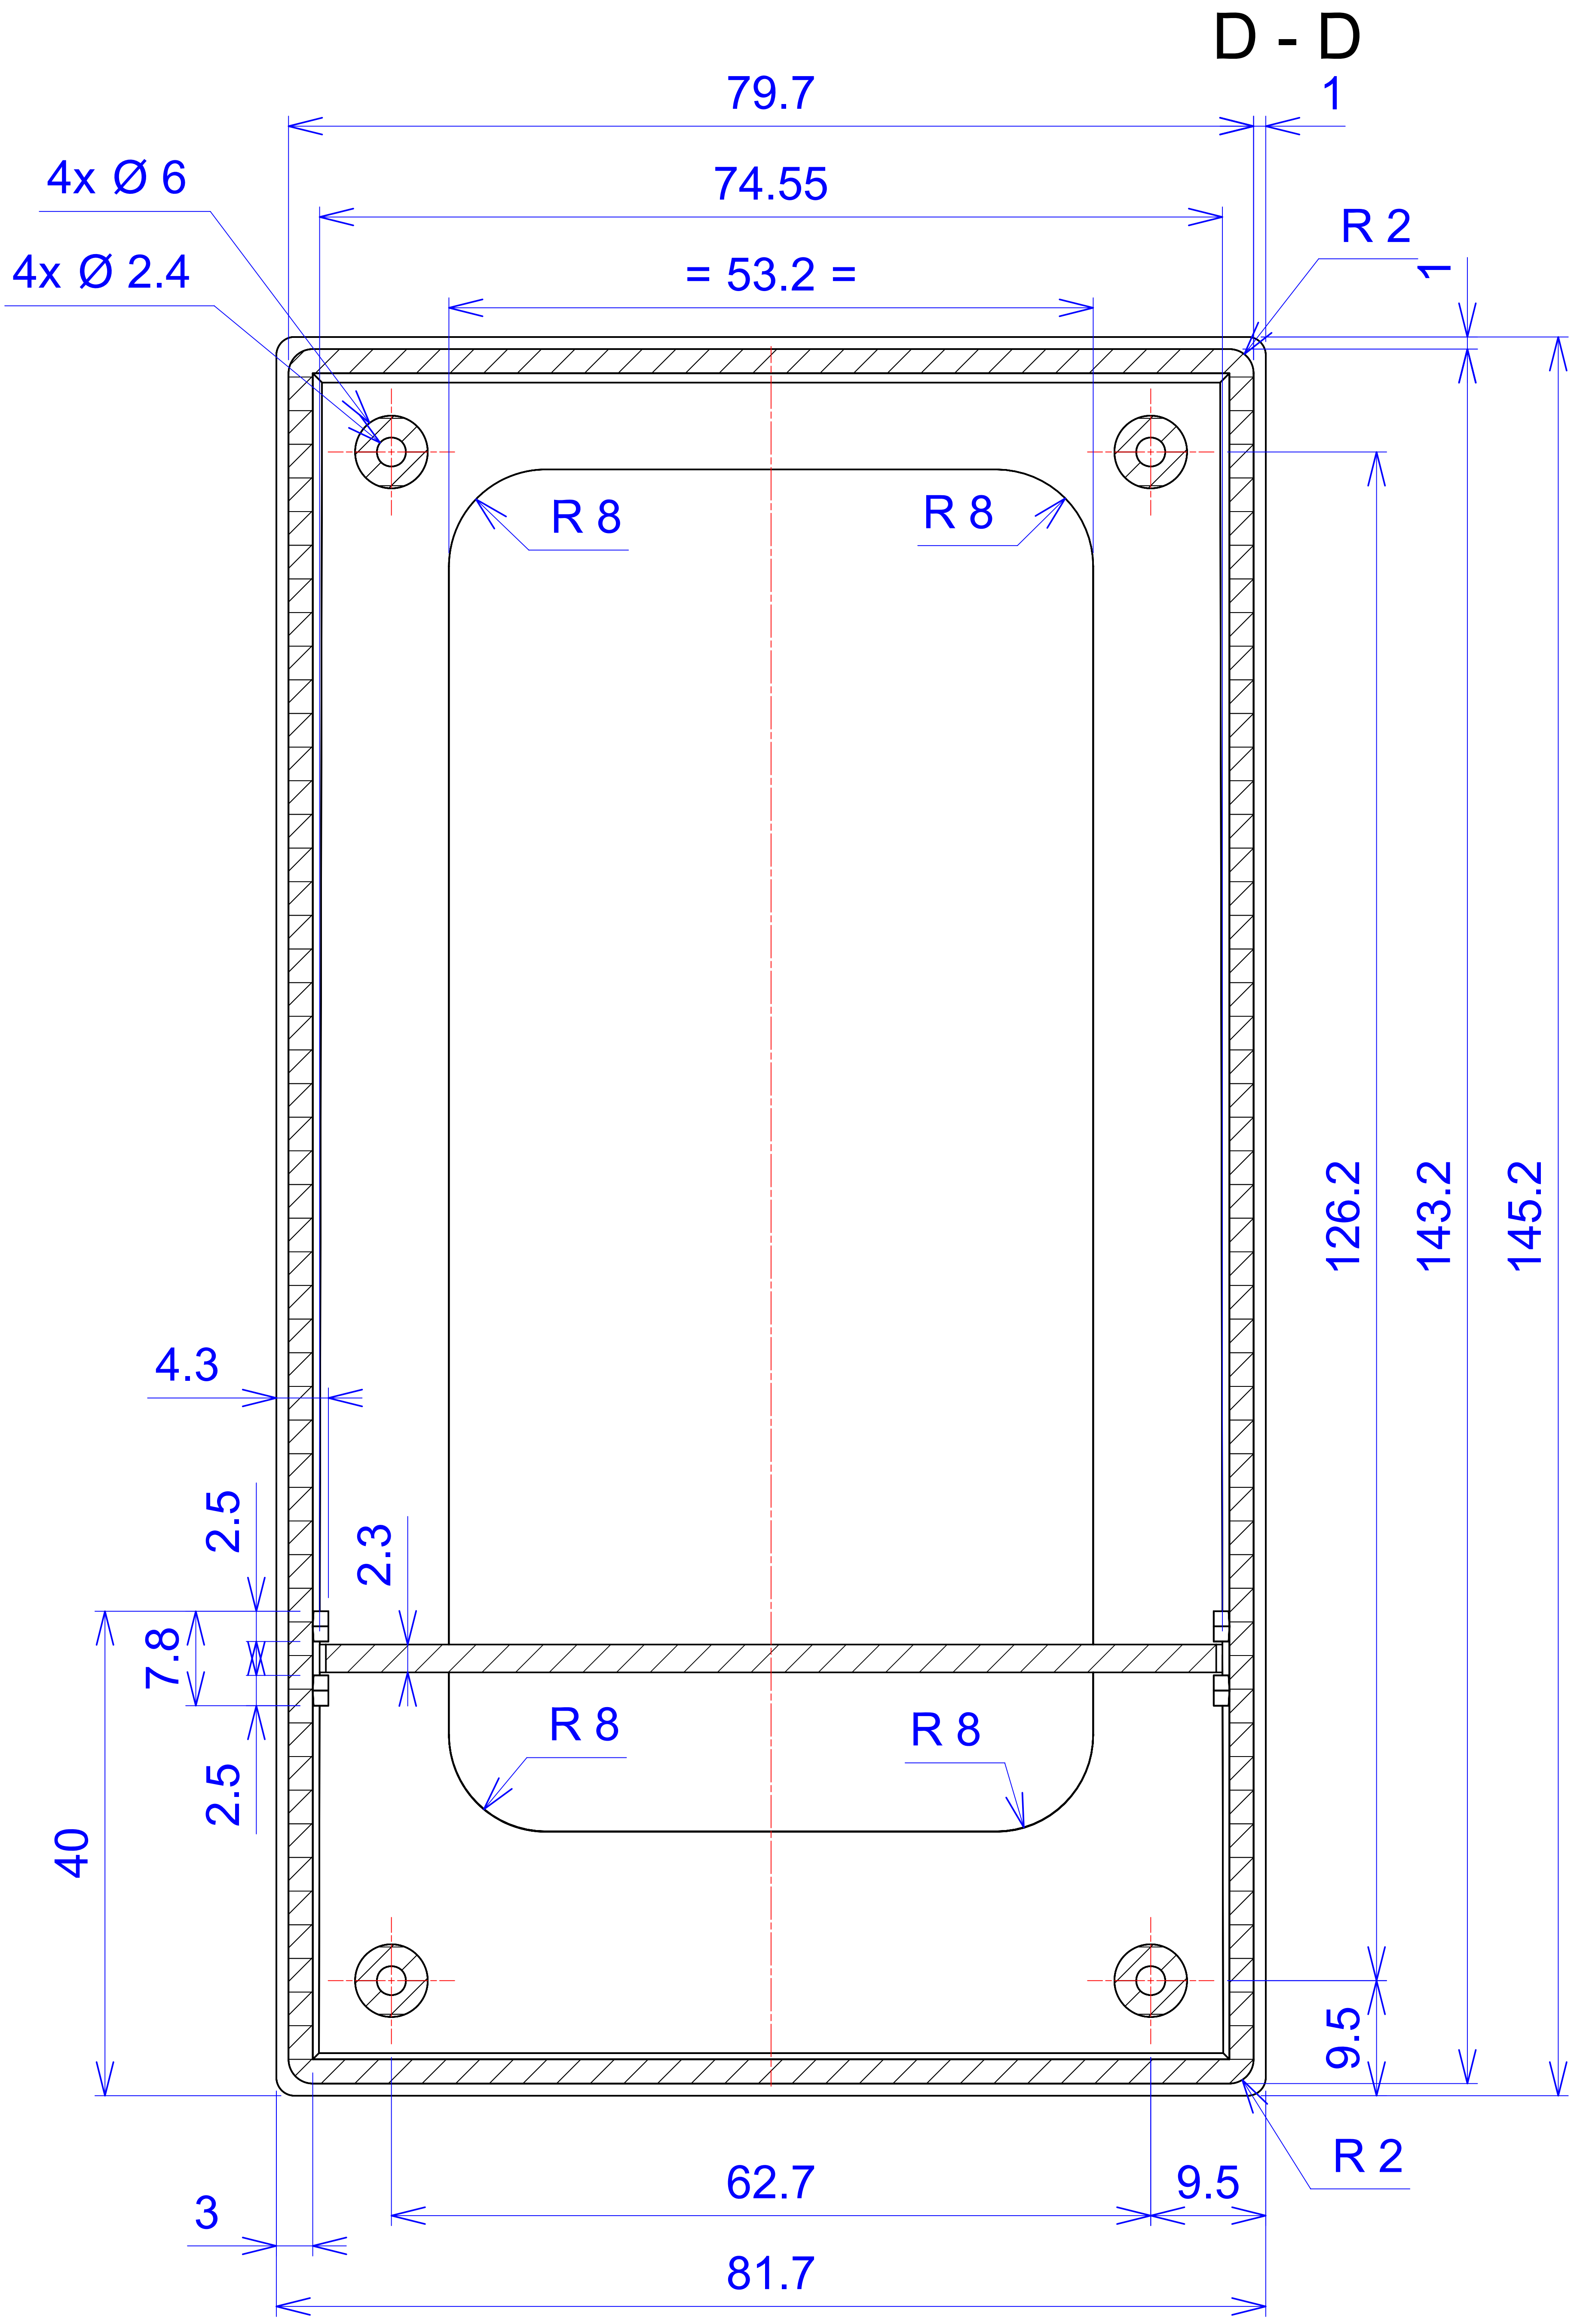 D - D
79.7
1
4x Ø 6
74.55
R 2
4x Ø 2.4
= 53.2 =
1
R 8
R 8
126.2
143.2
145.2
4.3
2.5
2.3
7.8
R 8
R 8
2.5
40
9.5
R 2
62.7
9.5
3
81.7